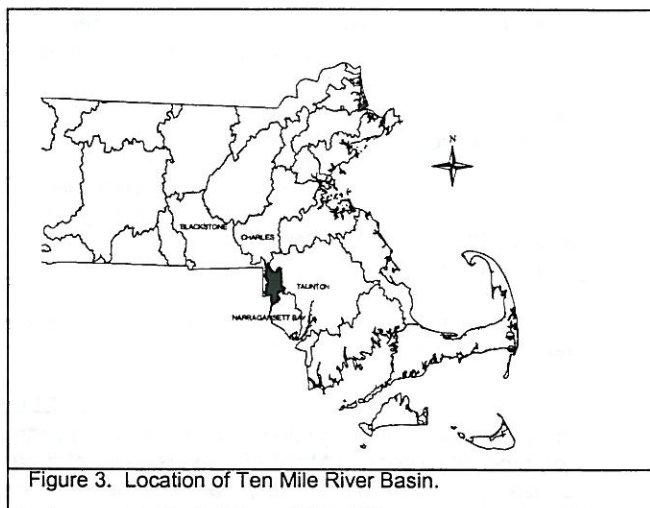 N
BLACKSTONE
CHARLES
TAUNTON
NARRAGANSETT BAY
Figure 3. Location of Ten Mile River Basin.